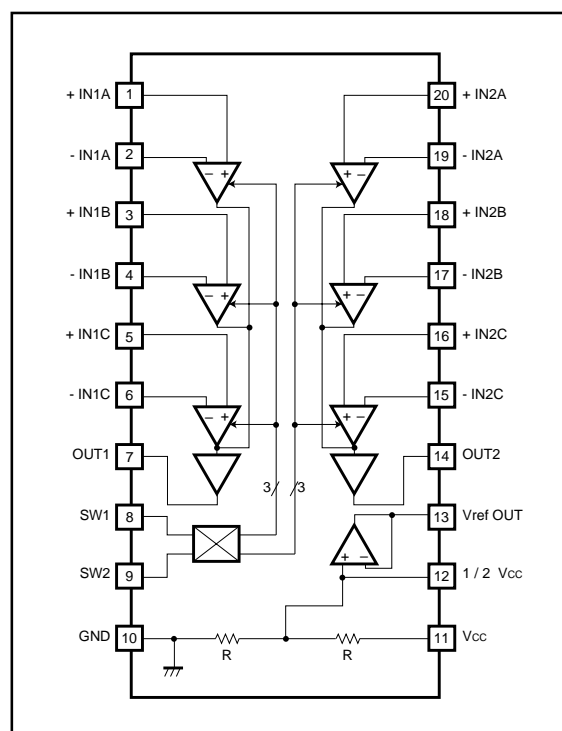 + IN1A 1 20 + IN2A
- IN1A 2 19 - IN2A
- + + -
+ IN1B 3 18 + IN2B
- IN1B 4 17 - IN2B
- + + -
+ IN1C 5 16 + IN2C
- IN1C 6 15 - IN2C
- + + -
OUT1 7 14 OUT2
3 3
SW1 8 13 Vref OUT
+ -
SW2 9 12 1 / 2 VCC
GND 10 11 VCC
R R